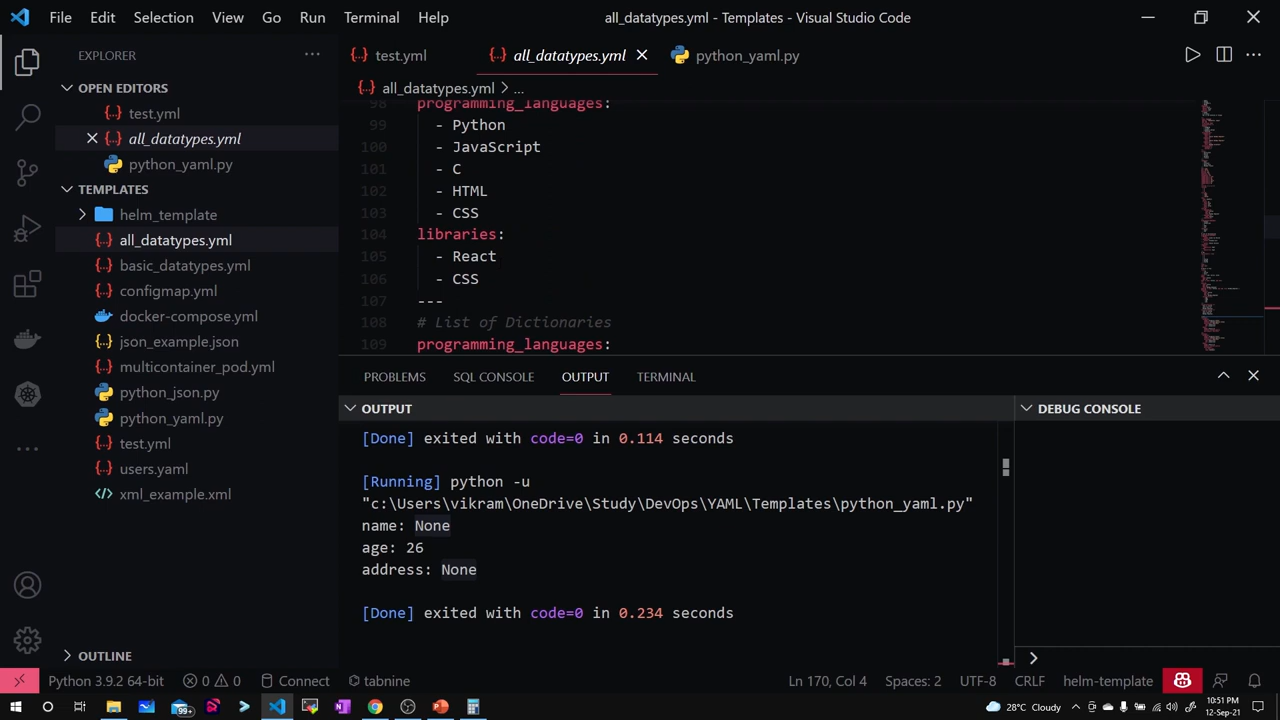 File Edit Selection View Go Run Terminal Help
all_datatypes.yml - Templates - Visual Studio Code
EXPLORER
OPEN EDITORS
test.yml
all_datatypes.yml
python_yaml.py
TEMPLATES
helm_template
all_datatypes.yml
basic_datatypes.yml
configmap.yml
docker-compose.yml
json_example.json
multicontainer_pod.yml
python_json.py
python_yaml.py
test.yml
users.yaml
xml_example.xml
OUTLINE
test.yml all_datatypes.yml python_yaml.py
all_datatypes.yml > ...
98 programming_languages:
99 - Python
100 - JavaScript
101 - C
102 - HTML
103 - CSS
104 libraries:
105 - React
106 - CSS
107 ---
108 # List of Dictionaries
109 programming_languages:
PROBLEMS SQL CONSOLE OUTPUT TERMINAL
OUTPUT
[Done] exited with code=0 in 0.114 seconds
[Running] python -u
"c:\Users\vikram\OneDrive\Study\DevOps\YAML\Templates\python_yaml.py"
name: None
age: 26
address: None
[Done] exited with code=0 in 0.234 seconds
DEBUG CONSOLE
Python 3.9.2 64-bit 0 0 Connect tabnine Ln 170, Col 4 Spaces: 2 UTF-8 CRLF helm-template
99+
28°C Cloudy
10:51 PM
12-Sep-21